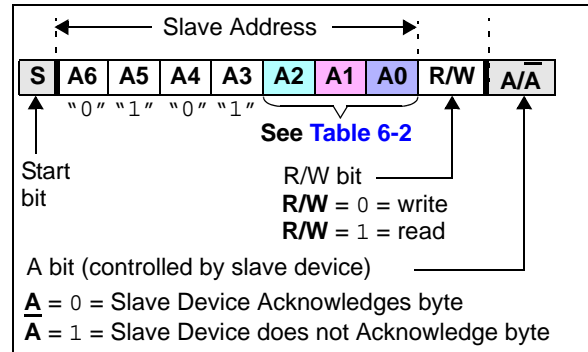 Slave Address
S A6 A5 A4 A3 A2 A1 A0 R/W A/A̅
“0” “1” “0” “1”
See Table 6-2
Start
bit
R/W bit
R/W = 0 = write
R/W = 1 = read
A bit (controlled by slave device)
A = 0 = Slave Device Acknowledges byte
A̅ = 1 = Slave Device does not Acknowledge byte